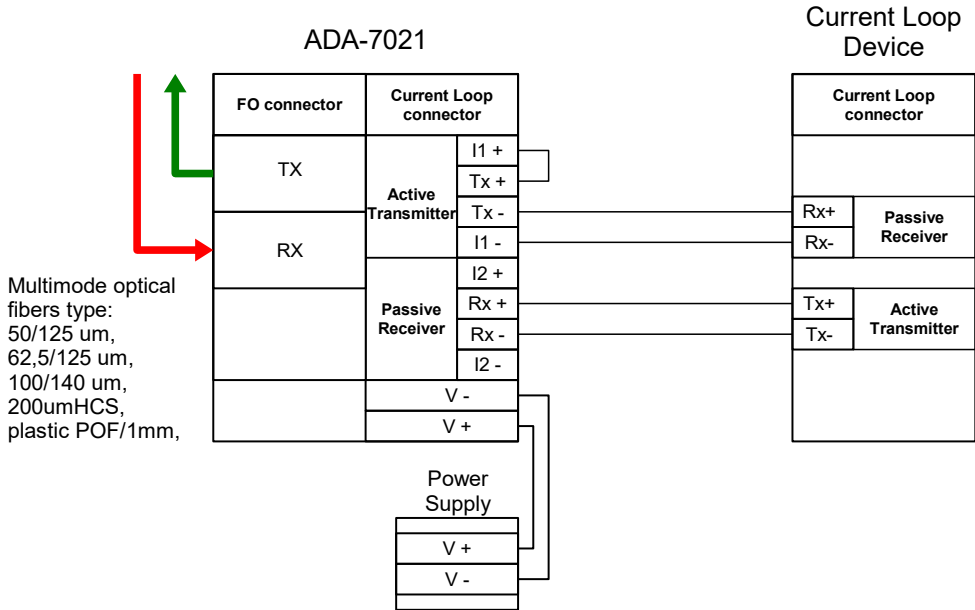 ADA-7021
Current Loop
Device
FO connector
Current Loop
connector
TX
RX
Active
Transmitter
I1 +
Tx +
Tx -
I1 -
Passive
Receiver
I2 +
Rx +
Rx -
I2 -
V -
V +
Current Loop
connector
Rx+
Rx-
Passive
Receiver
Tx+
Tx-
Active
Transmitter
Multimode optical
fibers type:
50/125 um,
62,5/125 um,
100/140 um,
200umHCS,
plastic POF/1mm,
Power
Supply
V +
V -